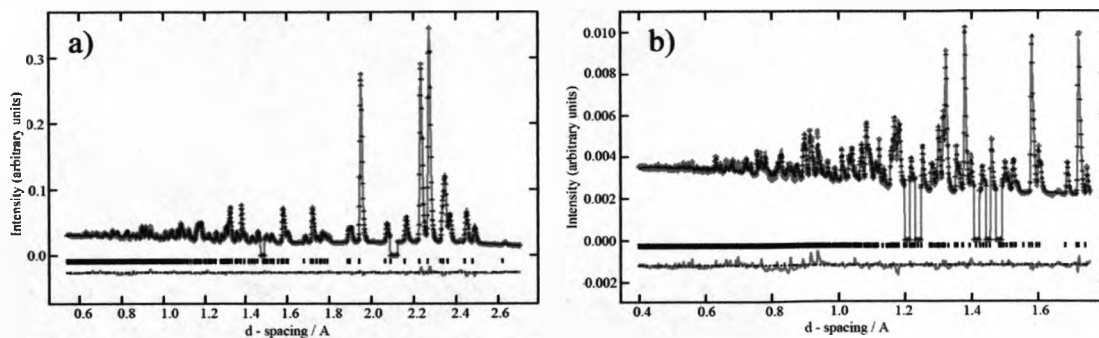 a)
Intensity (arbitrary units)
0.3
0.2
0.1
0.0
0.6 0.8 1.0 1.2 1.4 1.6 1.8 2.0 2.2 2.4 2.6
d - spacing / A
b)
Intensity (arbitrary units)
0.010
0.008
0.006
0.004
0.002
0.000
-0.002
0.4 0.6 0.8 1.0 1.2 1.4 1.6
d - spacing / A